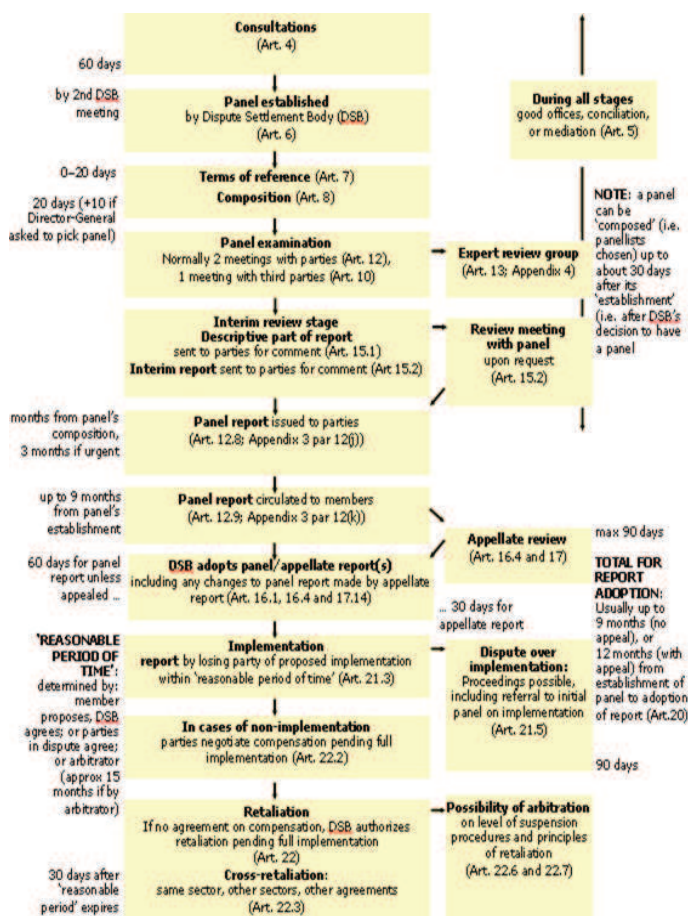 Consultations
(Art. 4)
60 days
by 2nd DSB
meeting
Panel established
by Dispute Settlement Body (DSB)
(Art. 6)
During all stages
good offices, conciliation,
or mediation (Art. 5)
0–20 days
Terms of reference (Art. 7)
Composition (Art. 8)
20 days (+10 if
Director-General
asked to pick panel)
NOTE: a panel
can be
‘composed’ (i.e.
panellists
chosen) up to
about 30 days
after its
‘establishment’
(i.e. after DSB’s
decision to have
a panel
Panel examination
Normally 2 meetings with parties (Art. 12),
1 meeting with third parties (Art. 10)
Expert review group
(Art. 13; Appendix 4)
Interim review stage
Descriptive part of report
sent to parties for comment (Art. 15.1)
Interim report sent to parties for comment (Art 15.2)
Review meeting
with panel
upon request
(Art. 15.2)
months from panel’s
composition,
3 months if urgent
Panel report issued to parties
(Art. 12.8; Appendix 3 par 12(j))
up to 9 months
from panel’s
establishment
Panel report circulated to members
(Art. 12.9; Appendix 3 par 12(k))
Appellate review
(Art. 16.4 and 17)
max 90 days
60 days for panel
report unless
appealed ...
DSB adopts panel/appellate report(s)
including any changes to panel report made by appellate
report (Art. 16.1, 16.4 and 17.14)
... 30 days for
appellate report
TOTAL FOR
REPORT
ADOPTION:
Usually up to
9 months (no
appeal), or
12 months (with
appeal) from
establishment of
panel to adoption
of report (Art.20)
‘REASONABLE
PERIOD OF
TIME’:
determined by:
member
proposes, DSB
agrees; or parties
in dispute agree;
or arbitrator
(approx 15
months if by
arbitrator)
Implementation
report by losing party of proposed implementation
within ‘reasonable period of time’ (Art. 21.3)
Dispute over
implementation:
Proceedings possible,
including referral to initial
panel on implementation
(Art. 21.5)
In cases of non-implementation
parties negotiate compensation pending full
implementation (Art. 22.2)
90 days
Retaliation
If no agreement on compensation, DSB authorizes
retaliation pending full implementation
(Art. 22)
Cross-retaliation:
same sector, other sectors, other agreements
(Art. 22.3)
Possibility of arbitration
on level of suspension
procedures and principles
of retaliation
(Art. 22.6 and 22.7)
30 days after
‘reasonable
period’ expires